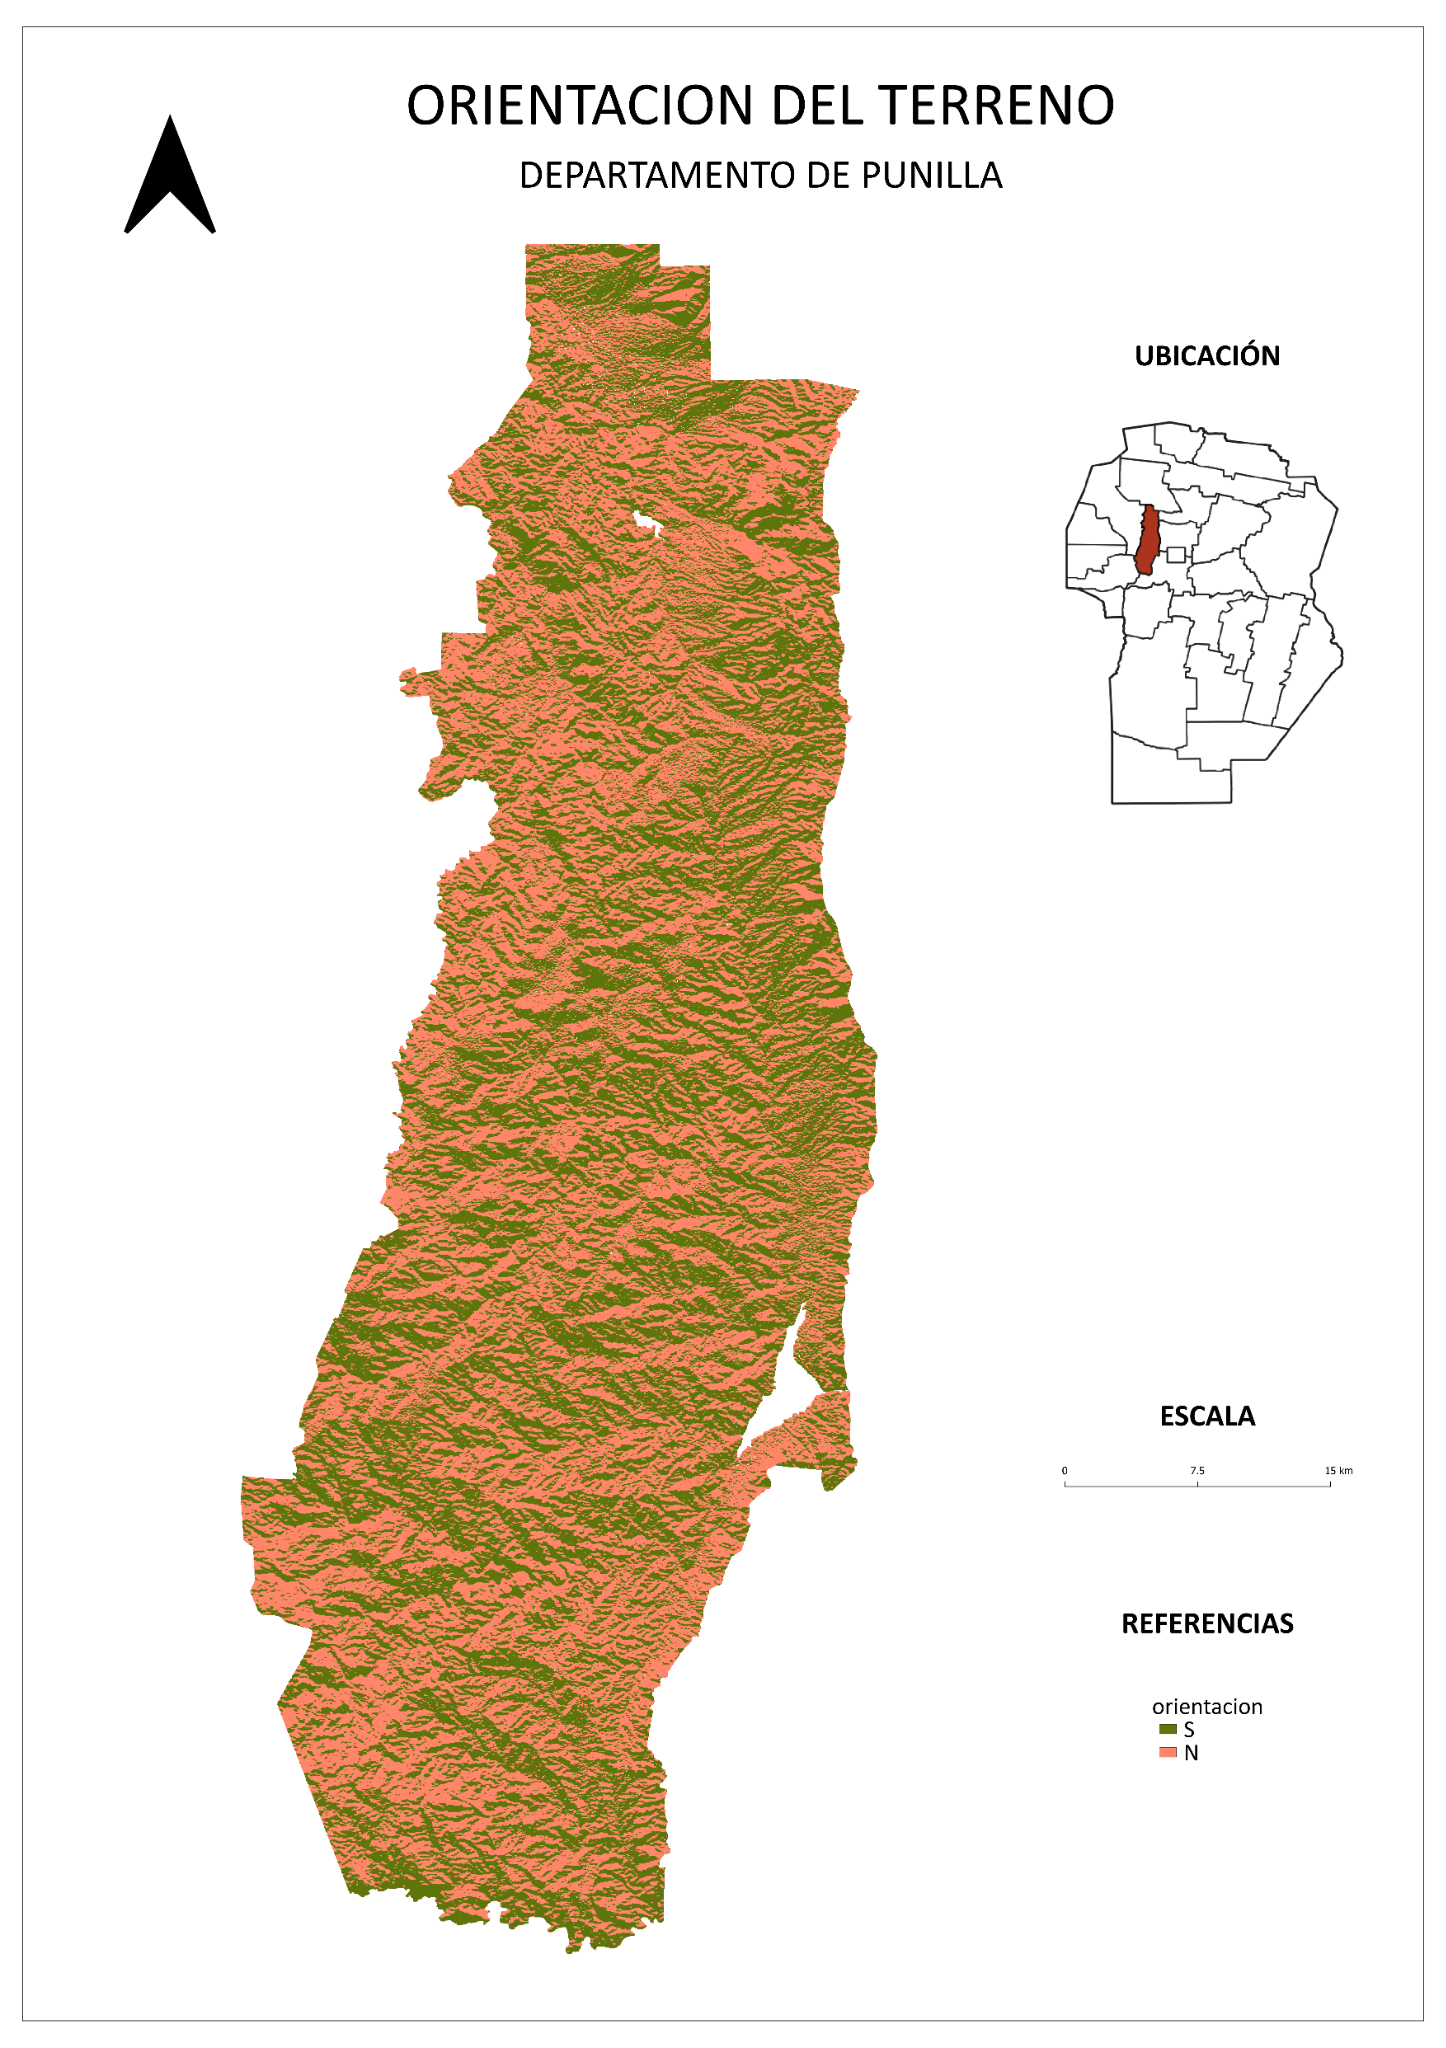 ORIENTACION DEL TERRENO
DEPARTAMENTO DE PUNILLA
UBICACIÓN
ESCALA
0 7.5 15 km
REFERENCIAS
orientacion
S
N